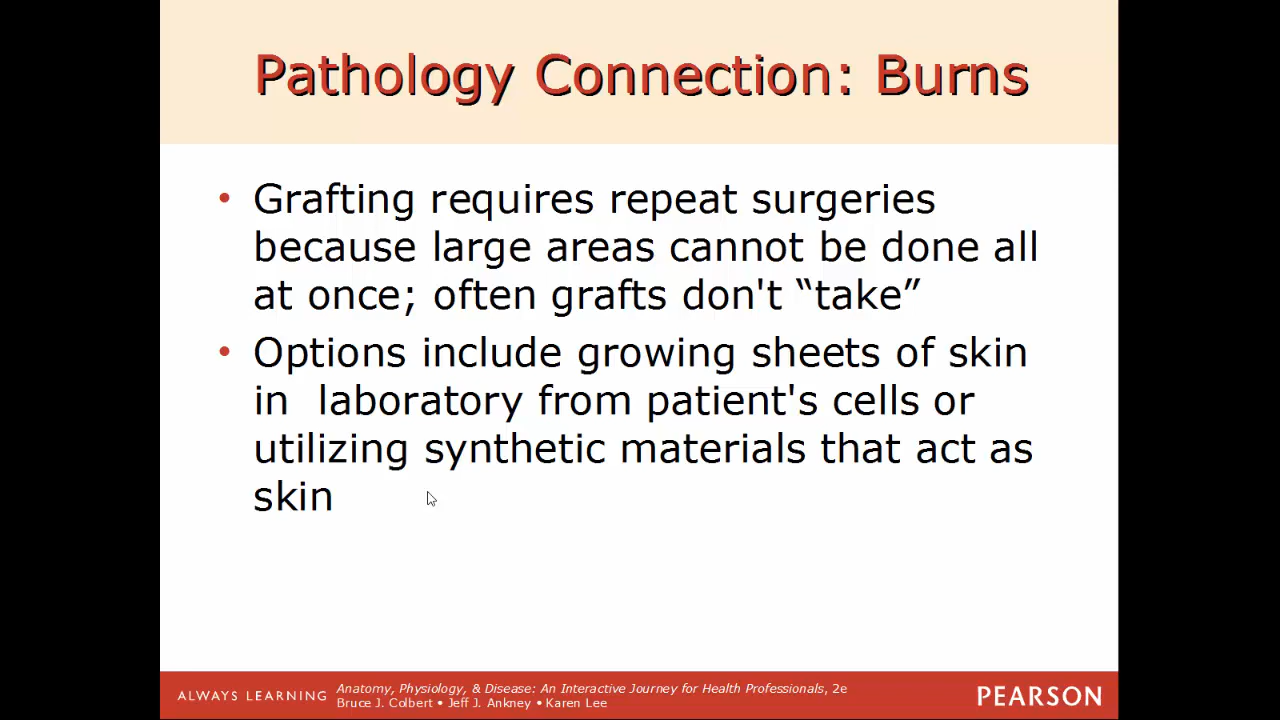 Pathology Connection: Burns
• Grafting requires repeat surgeries
because large areas cannot be done all
at once; often grafts don't “take”
• Options include growing sheets of skin
in  laboratory from patient's cells or
utilizing synthetic materials that act as
skin
ALWAYS LEARNING
Anatomy, Physiology, & Disease: An Interactive Journey for Health Professionals, 2e
Bruce J. Colbert • Jeff J. Ankney • Karen Lee
PEARSON